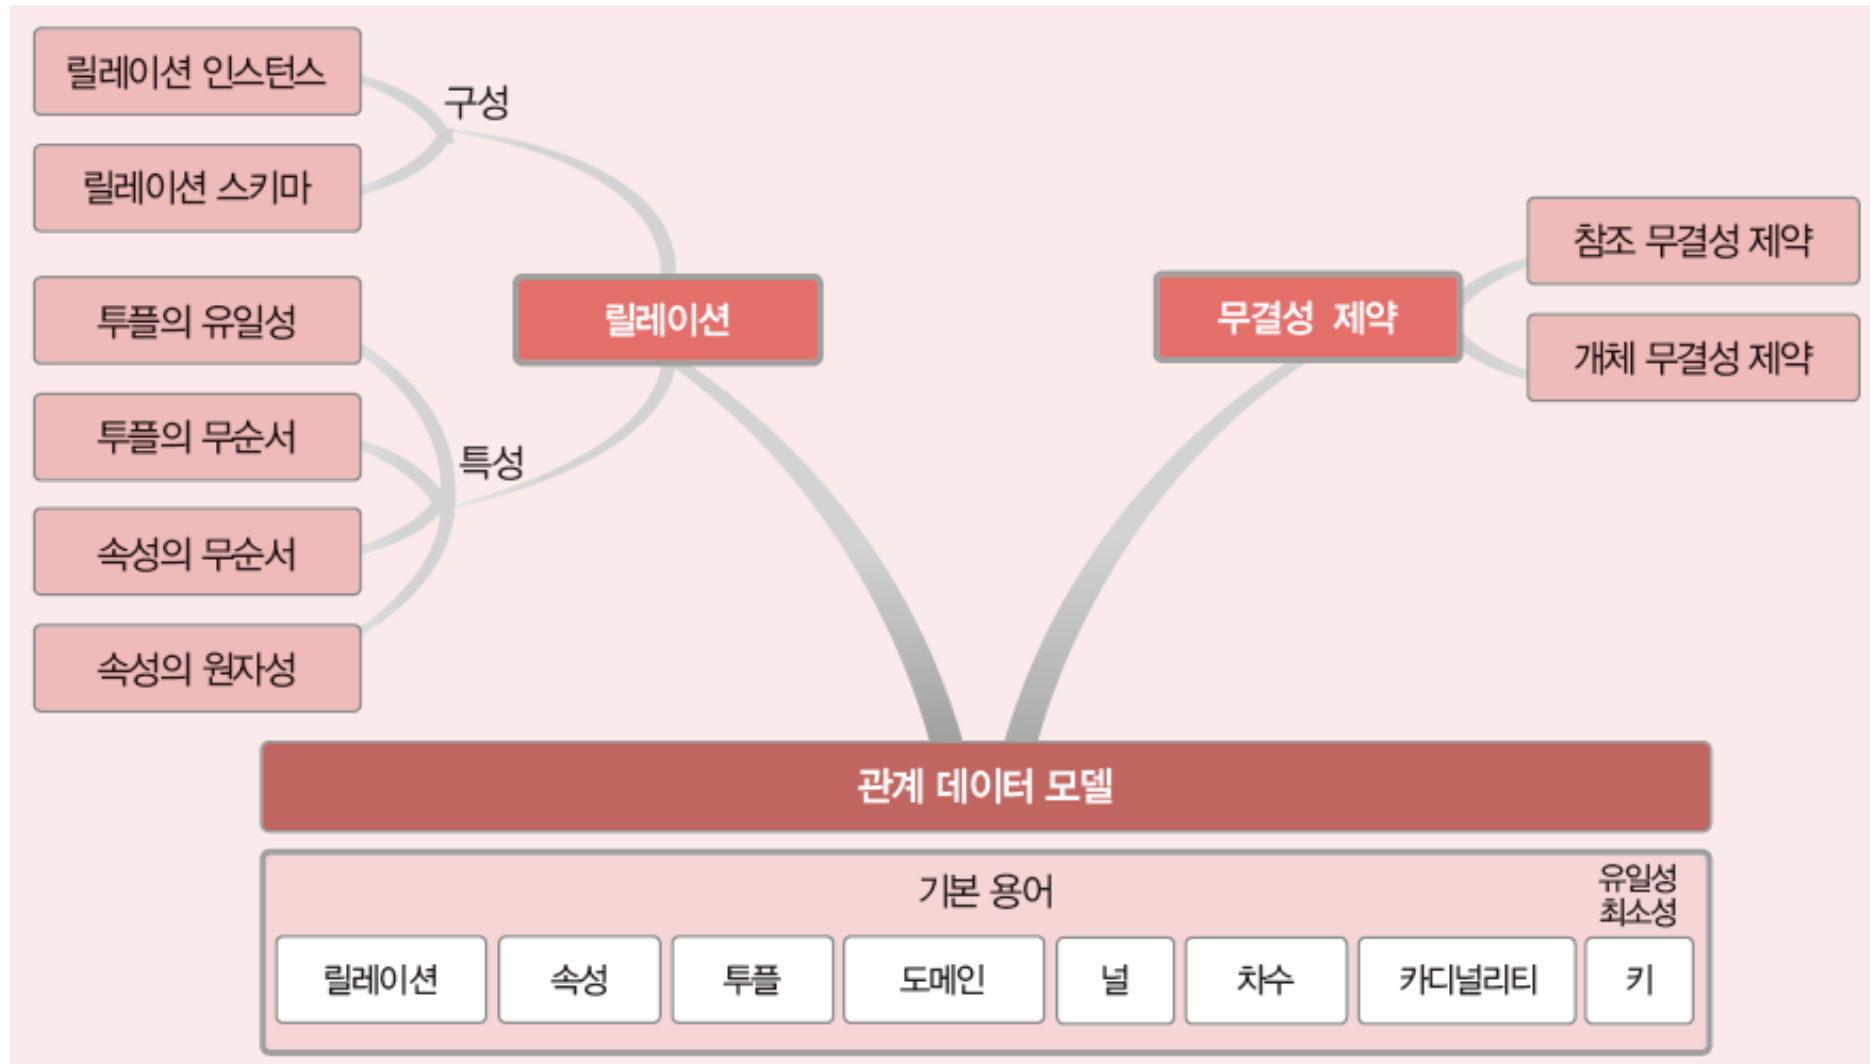 릴레이션 인스턴스
구성
릴레이션 스키마
투플의 유일성
릴레이션
투플의 무순서
특성
속성의 무순서
속성의 원자성
무결성 제약
참조 무결성 제약
개체 무결성 제약
관계 데이터 모델
기본 용어
유일성
최소성
릴레이션
속성
투플
도메인
널
차수
카디널리티
키